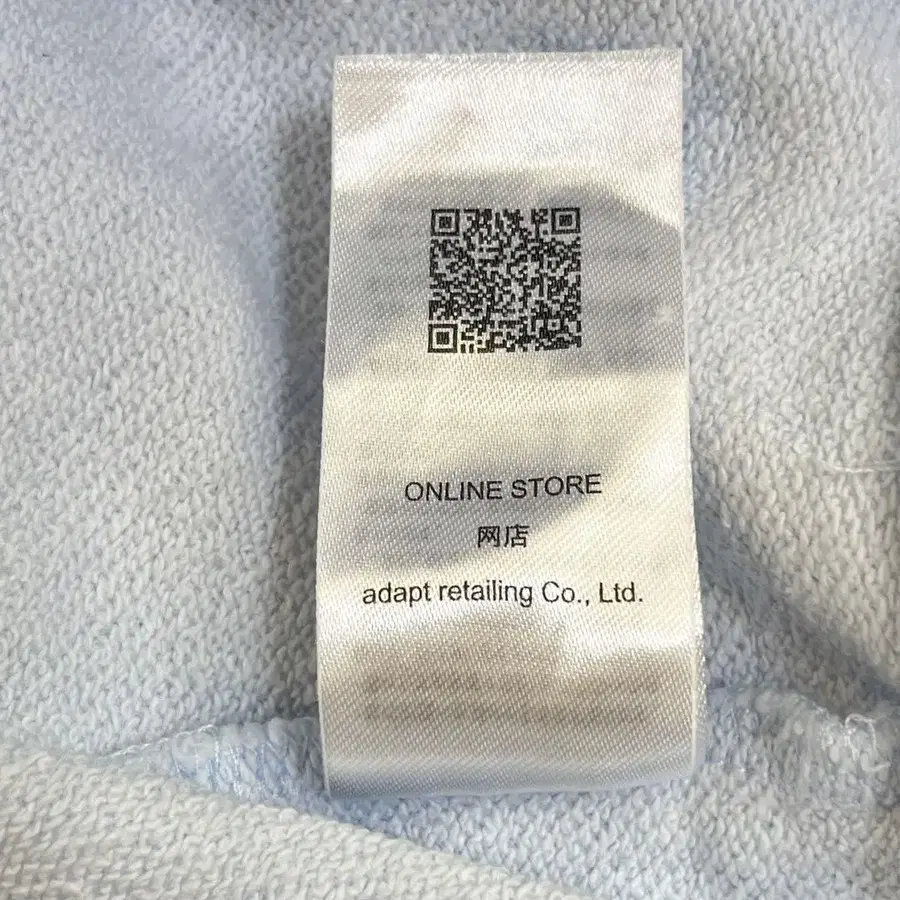 ONLINE STORE
网店
adapt retailing Co., Ltd.